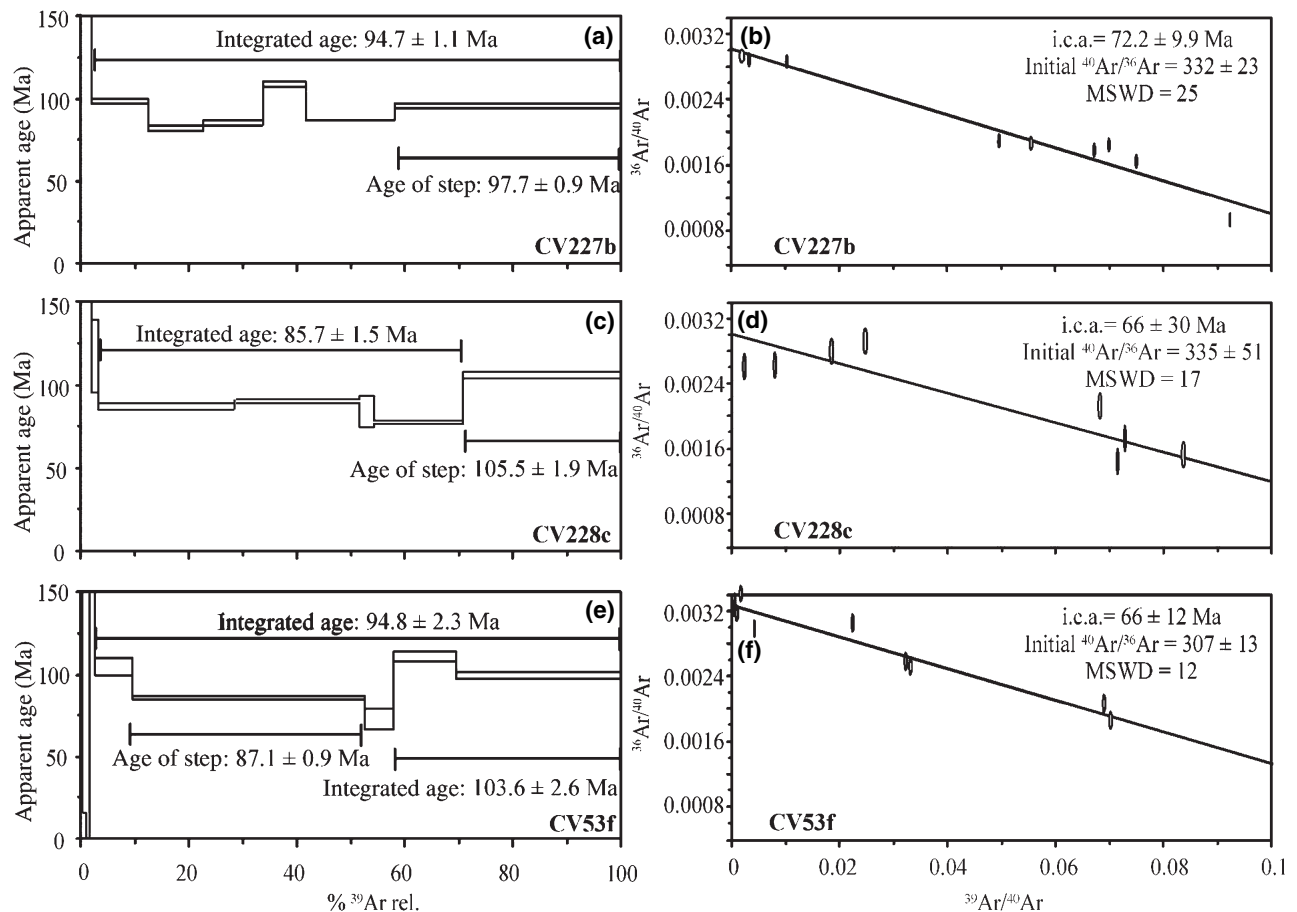 150
100
50
0
Apparent age (Ma)
Integrated age: 94.7 ± 1.1 Ma
(a)
Age of step: 97.7 ± 0.9 Ma
CV227b
0.0032
0.0024
0.0016
0.0008
³⁶Ar/⁴⁰Ar
(b)
i.c.a.= 72.2 ± 9.9 Ma
Initial ⁴⁰Ar/³⁶Ar = 332 ± 23
MSWD = 25
CV227b
150
100
50
0
Apparent age (Ma)
Integrated age: 85.7 ± 1.5 Ma
(c)
Age of step: 105.5 ± 1.9 Ma
CV228c
0.0032
0.0024
0.0016
0.0008
³⁶Ar/⁴⁰Ar
(d)
i.c.a.= 66 ± 30 Ma
Initial ⁴⁰Ar/³⁶Ar = 335 ± 51
MSWD = 17
CV228c
150
100
50
0
Apparent age (Ma)
Integrated age: 94.8 ± 2.3 Ma
(e)
Age of step: 87.1 ± 0.9 Ma
Integrated age: 103.6 ± 2.6 Ma
CV53f
0 20 40 60 80 100
% ³⁹Ar rel.
0.0032
0.0024
0.0016
0.0008
³⁶Ar/⁴⁰Ar
(f)
i.c.a.= 66 ± 12 Ma
Initial ⁴⁰Ar/³⁶Ar = 307 ± 13
MSWD = 12
CV53f
0 0.02 0.04 0.06 0.08 0.1
³⁹Ar/⁴⁰Ar